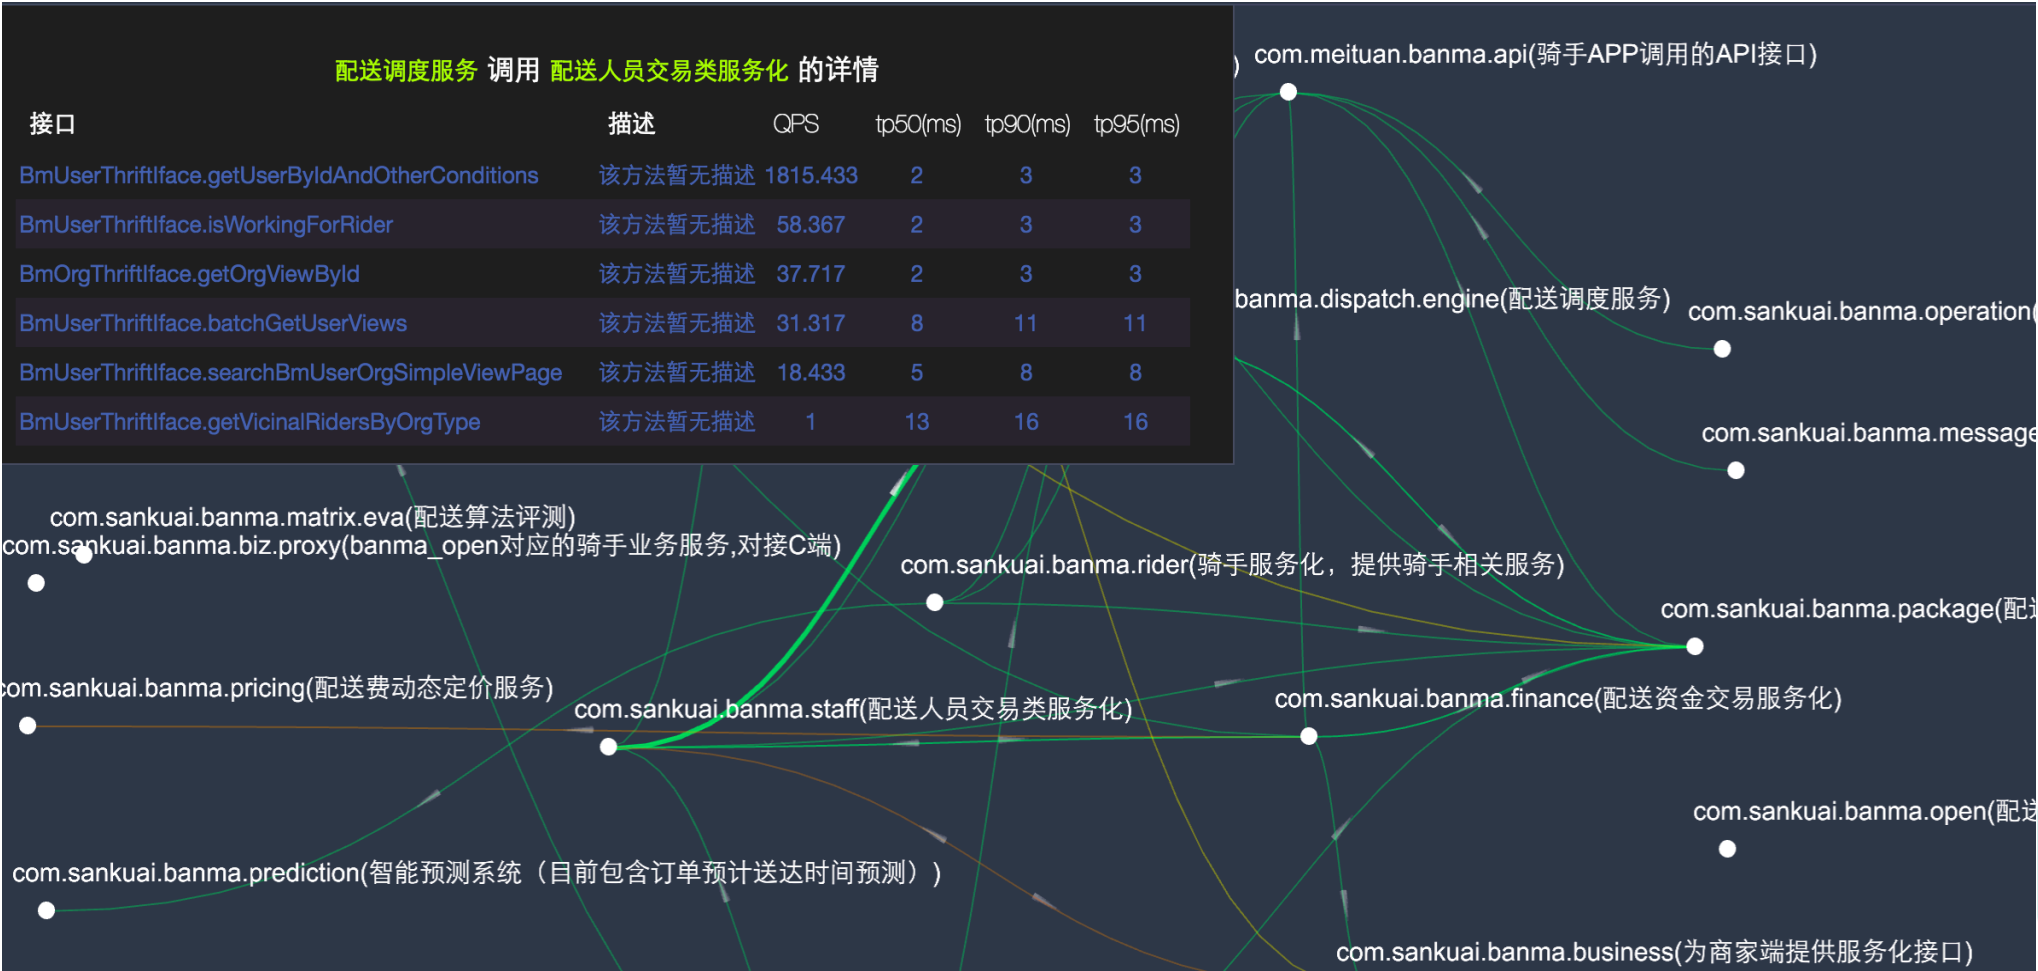 配送调度服务 调用 配送人员交易类服务化 的详情
接口 描述 QPS tp50(ms) tp90(ms) tp95(ms)
BmUserThriftIface.getUserByIdAndOtherConditions 该方法暂无描述 1815.433 2 3 3
BmUserThriftIface.isWorkingForRider 该方法暂无描述 58.367 2 3 3
BmOrgThriftIface.getOrgViewById 该方法暂无描述 37.717 2 3 3
BmUserThriftIface.batchGetUserViews 该方法暂无描述 31.317 8 11 11
BmUserThriftIface.searchBmUserOrgSimpleViewPage 该方法暂无描述 18.433 5 8 8
BmUserThriftIface.getVicinalRidersByOrgType 该方法暂无描述 1 13 16 16
) com.meituan.banma.api(骑手APP调用的API接口)
banma.dispatch.engine(配送调度服务)
com.sankuai.banma.operation(
com.sankuai.banma.message
com.sankuai.banma.matrix.eva(配送算法评测)
com.sankuai.banma.biz.proxy(banma_open对应的骑手业务服务,对接C端)
com.sankuai.banma.rider(骑手服务化，提供骑手相关服务)
com.sankuai.banma.package(配送
com.sankuai.banma.pricing(配送费动态定价服务)
com.sankuai.banma.staff(配送人员交易类服务化)
com.sankuai.banma.finance(配送资金交易服务化)
com.sankuai.banma.open(配送
com.sankuai.banma.prediction(智能预测系统（目前包含订单预计送达时间预测）)
com.sankuai.banma.business(为商家端提供服务化接口)